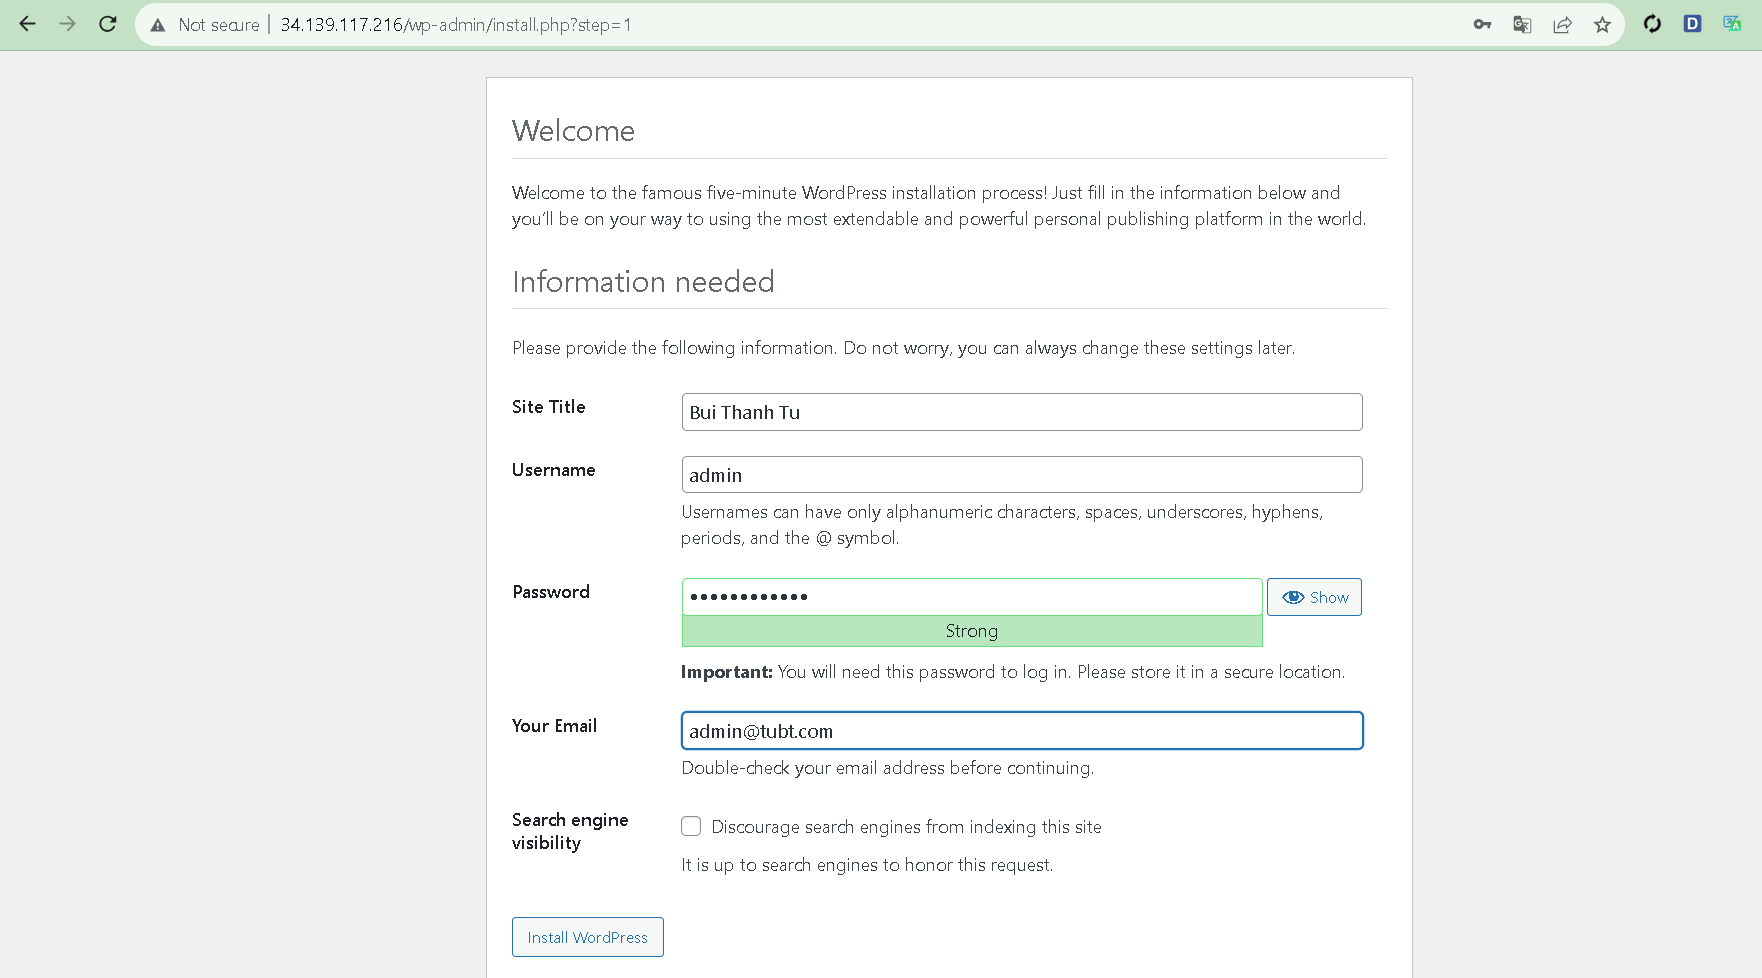 Not secure | 34.139.117.216/wp-admin/install.php?step=1
D
Welcome
Welcome to the famous five-minute WordPress installation process! Just fill in the information below and
you'll be on your way to using the most extendable and powerful personal publishing platform in the world.
Information needed
Please provide the following information. Do not worry, you can always change these settings later.
Site Title
Bui Thanh Tu
Username
admin
Usernames can have only alphanumeric characters, spaces, underscores, hyphens,
periods, and the @ symbol.
Password
••••••••••••
Show
Strong
Important: You will need this password to log in. Please store it in a secure location.
Your Email
admin@tubt.com
Double-check your email address before continuing.
Search engine
visibility
Discourage search engines from indexing this site
It is up to search engines to honor this request.
Install WordPress